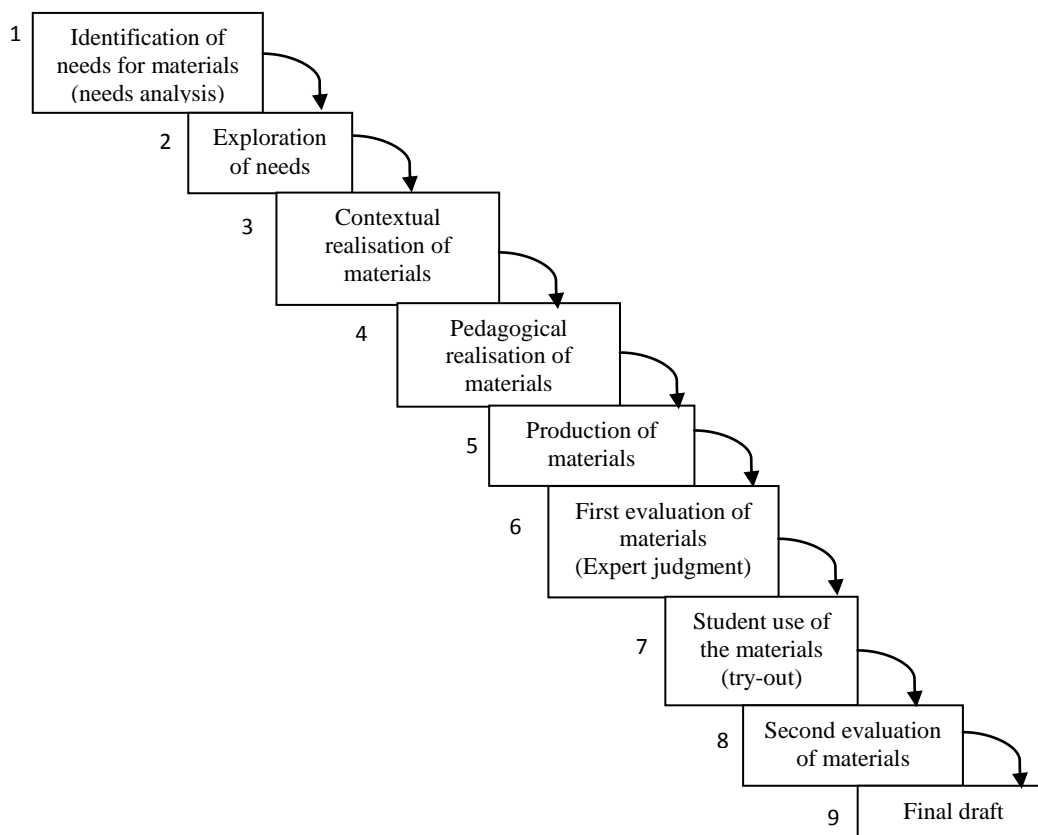 1
Identification of
needs for materials
(needs analysis)
2
Exploration
of needs
3
Contextual
realisation of
materials
4
Pedagogical
realisation of
materials
5
Production of
materials
6
First evaluation of
materials
(Expert judgment)
7
Student use of
the materials
(try-out)
8
Second evaluation
of materials
9
Final draft